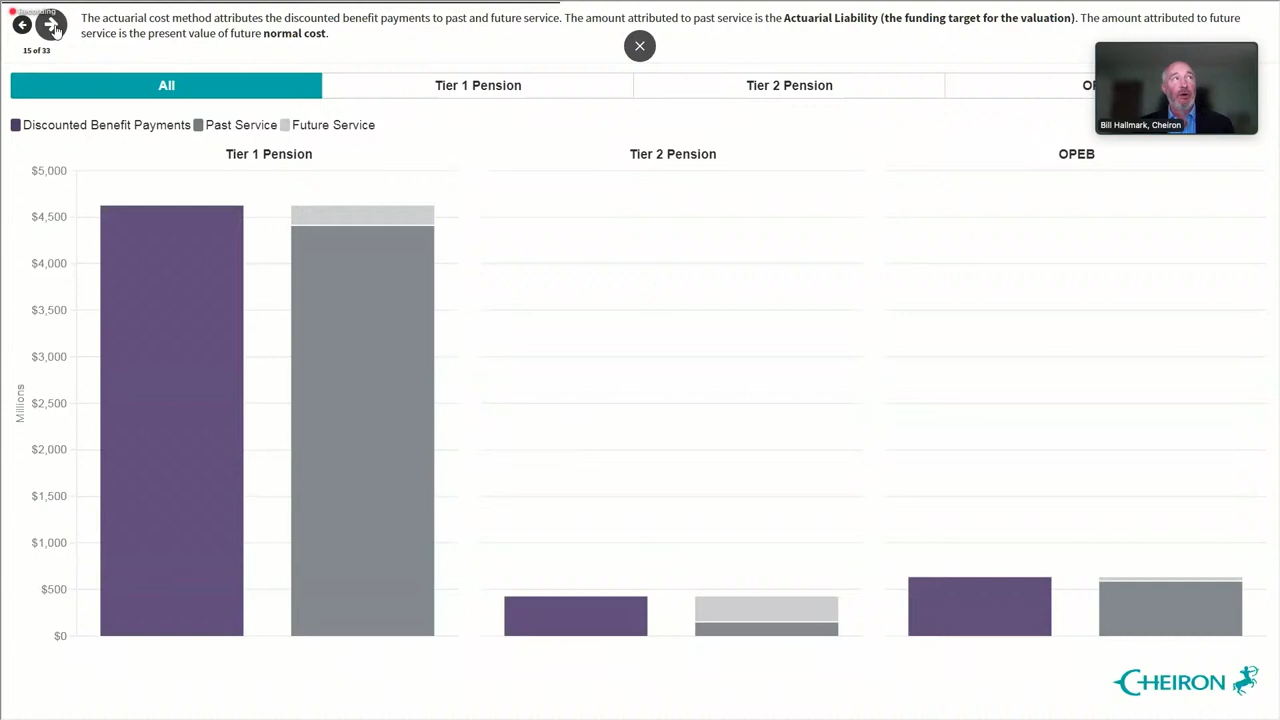 Recording
The actuarial cost method attributes the discounted benefit payments to past and future service. The amount attributed to past service is the Actuarial Liability (the funding target for the valuation). The amount attributed to future
service is the present value of future normal cost.
15 of 33
All
Tier 1 Pension
Tier 2 Pension
Bill Hallmark, Cheiron
Discounted Benefit Payments
Past Service
Future Service
Tier 1 Pension
Tier 2 Pension
OPEB
$5,000
$4,500
$4,000
$3,500
$3,000
$2,500
$2,000
$1,500
$1,000
$500
$0
Millions
CHEIRON